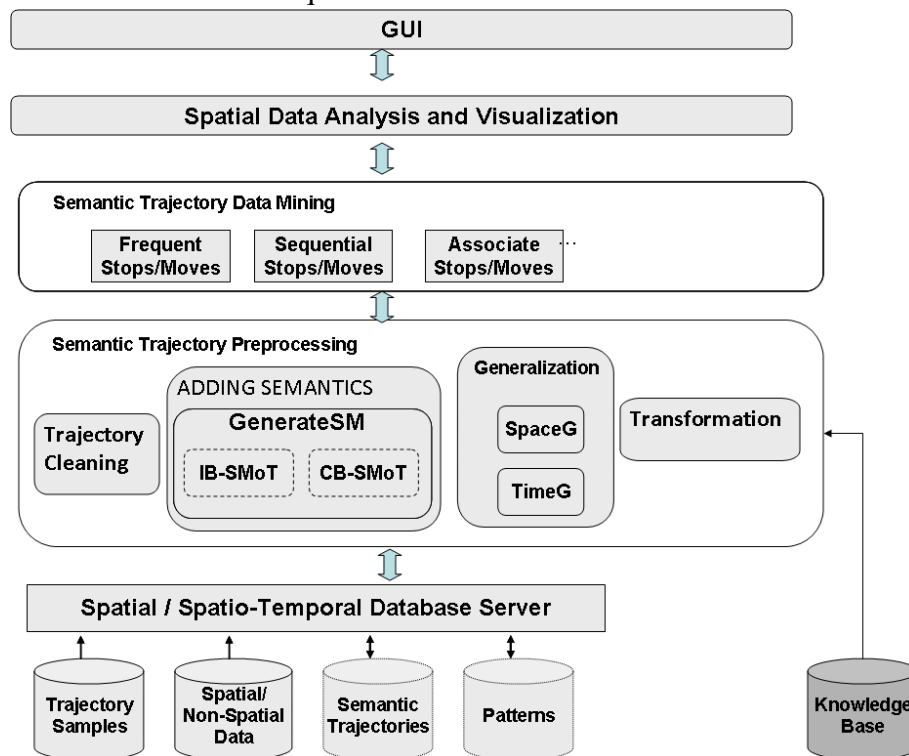 GUI
Spatial Data Analysis and Visualization
Semantic Trajectory Data Mining
Frequent
Stops/Moves
Sequential
Stops/Moves
Associate
Stops/Moves
...
Semantic Trajectory Preprocessing
Trajectory
Cleaning
ADDING SEMANTICS
GenerateSM
IB-SMoT
CB-SMoT
Generalization
SpaceG
TimeG
Transformation
Spatial / Spatio-Temporal Database Server
Trajectory
Samples
Spatial/
Non-Spatial
Data
Semantic
Trajectories
Patterns
Knowledge
Base